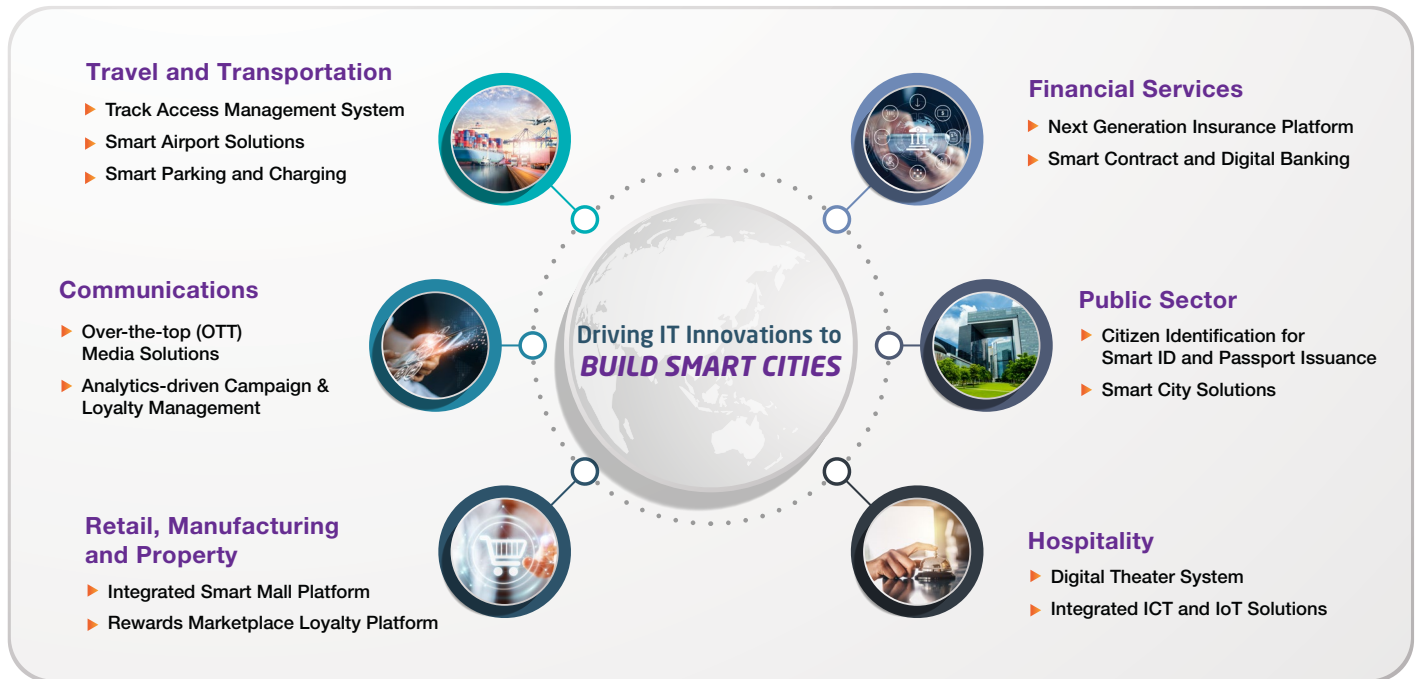 Travel and Transportation
Track Access Management System
Smart Airport Solutions
Smart Parking and Charging
Communications
Over-the-top (OTT)
Media Solutions
Analytics-driven Campaign &
Loyalty Management
Retail, Manufacturing
and Property
Integrated Smart Mall Platform
Rewards Marketplace Loyalty Platform
Driving IT Innovations to
BUILD SMART CITIES
Financial Services
Next Generation Insurance Platform
Smart Contract and Digital Banking
Public Sector
Citizen Identification for
Smart ID and Passport Issuance
Smart City Solutions
Hospitality
Digital Theater System
Integrated ICT and IoT Solutions